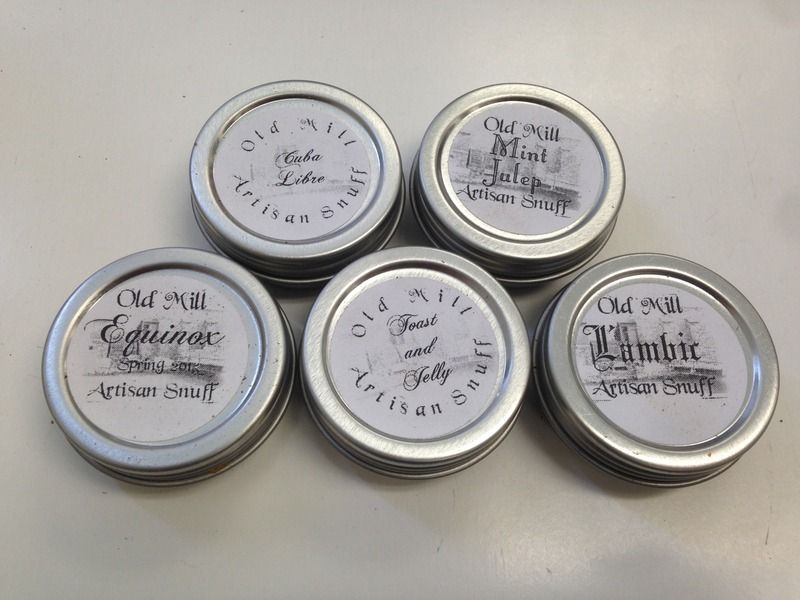 Old Mill
Cuba
Libre
Artisan Snuff
Old Mill
Mint
Julep
Artisan Snuff
Old Mill
Equinox
Spring 2013
Artisan Snuff
Old Mill
Toast
and
Jelly
Artisan Snuff
Old Mill
Lambic
Artisan Snuff